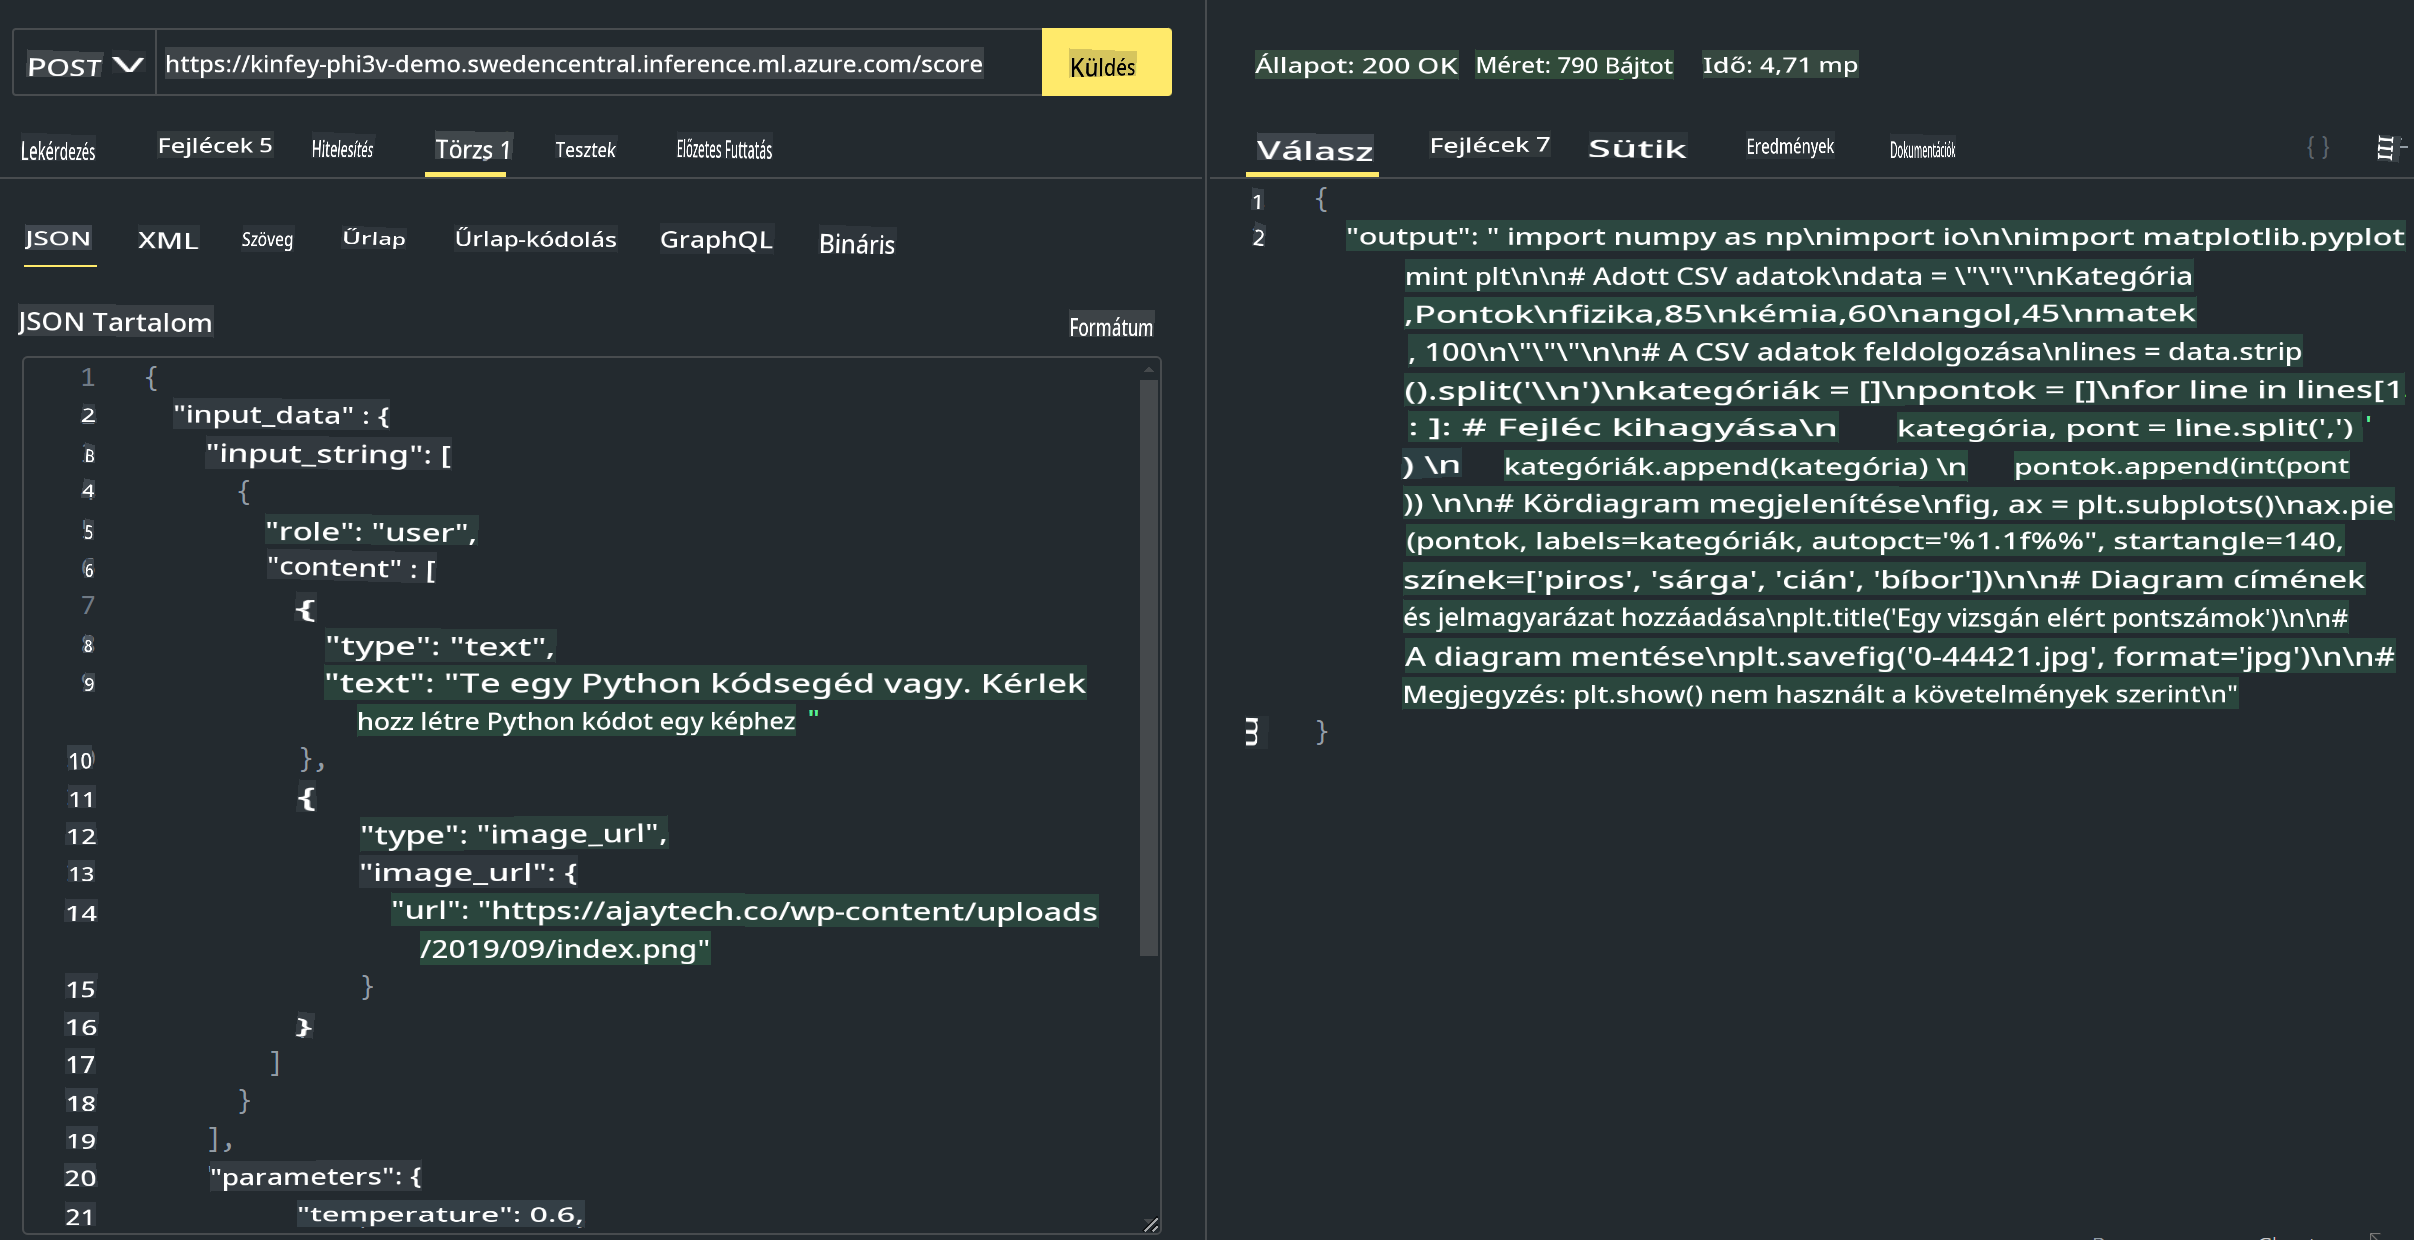 POST
https://kinfey-phi3v-demo.swedencentral.inference.ml.azure.com/score
Küldés
Lekérdezés
Fejlécek 5
Hitelesítés
Törzs 1
Tesztek
Előzetes Futtatás
JSON
XML
Szöveg
Űrlap
Űrlap-kódolás
GraphQL
Bináris
JSON Tartalom
Formátum
1 {
2 "input_data" : {
"input_string": [
4 {
5 "role": "user",
6 "content" : [
7 {
8 "type": "text",
9 "text": "Te egy Python kódsegéd vagy. Kérlek
hozz létre Python kódot egy képhez "
10 },
11 {
12 "type": "image_url",
13 "image_url": {
14 "url": "https://ajaytech.co/wp-content/uploads
/2019/09/index.png"
15 }
16 }
17 ]
18 }
19 ],
20 "parameters": {
21 "temperature": 0.6,
Állapot: 200 OK
Méret: 790 Bájtot
Idő: 4,71 mp
Válasz
Fejlécek 7
Sütik
Eredmények
Dokumentációk
{ }
1 {
2 "output": " import numpy as np\nimport io\n\nimport matplotlib.pyplot
mint plt\n\n# Adott CSV adatok\ndata = \"\"\"\nKategória
,Pontok\nfizika,85\nkémia,60\nangol,45\nmatek
, 100\n\"\"\"\n\n# A CSV adatok feldolgozása\nlines = data.strip
().split('\\n')\nkategóriák = []\npontok = []\nfor line in lines[1
: ]: # Fejléc kihagyása\n kategória, pont = line.split(',') '
) \n kategóriák.append(kategória) \n pontok.append(int(pont
)) \n\n# Kördiagram megjelenítése\nfig, ax = plt.subplots()\nax.pie
(pontok, labels=kategóriák, autopct='%1.1f%%", startangle=140,
színek=['piros', 'sárga', 'cián', 'bíbor'])\n\n# Diagram címének
és jelmagyarázat hozzáadása\nplt.title('Egy vizsgán elért pontszámok')\n\n#
A diagram mentése\nplt.savefig('0-44421.jpg', format='jpg')\n\n#
Megjegyzés: plt.show() nem használt a követelmények szerint\n"
}